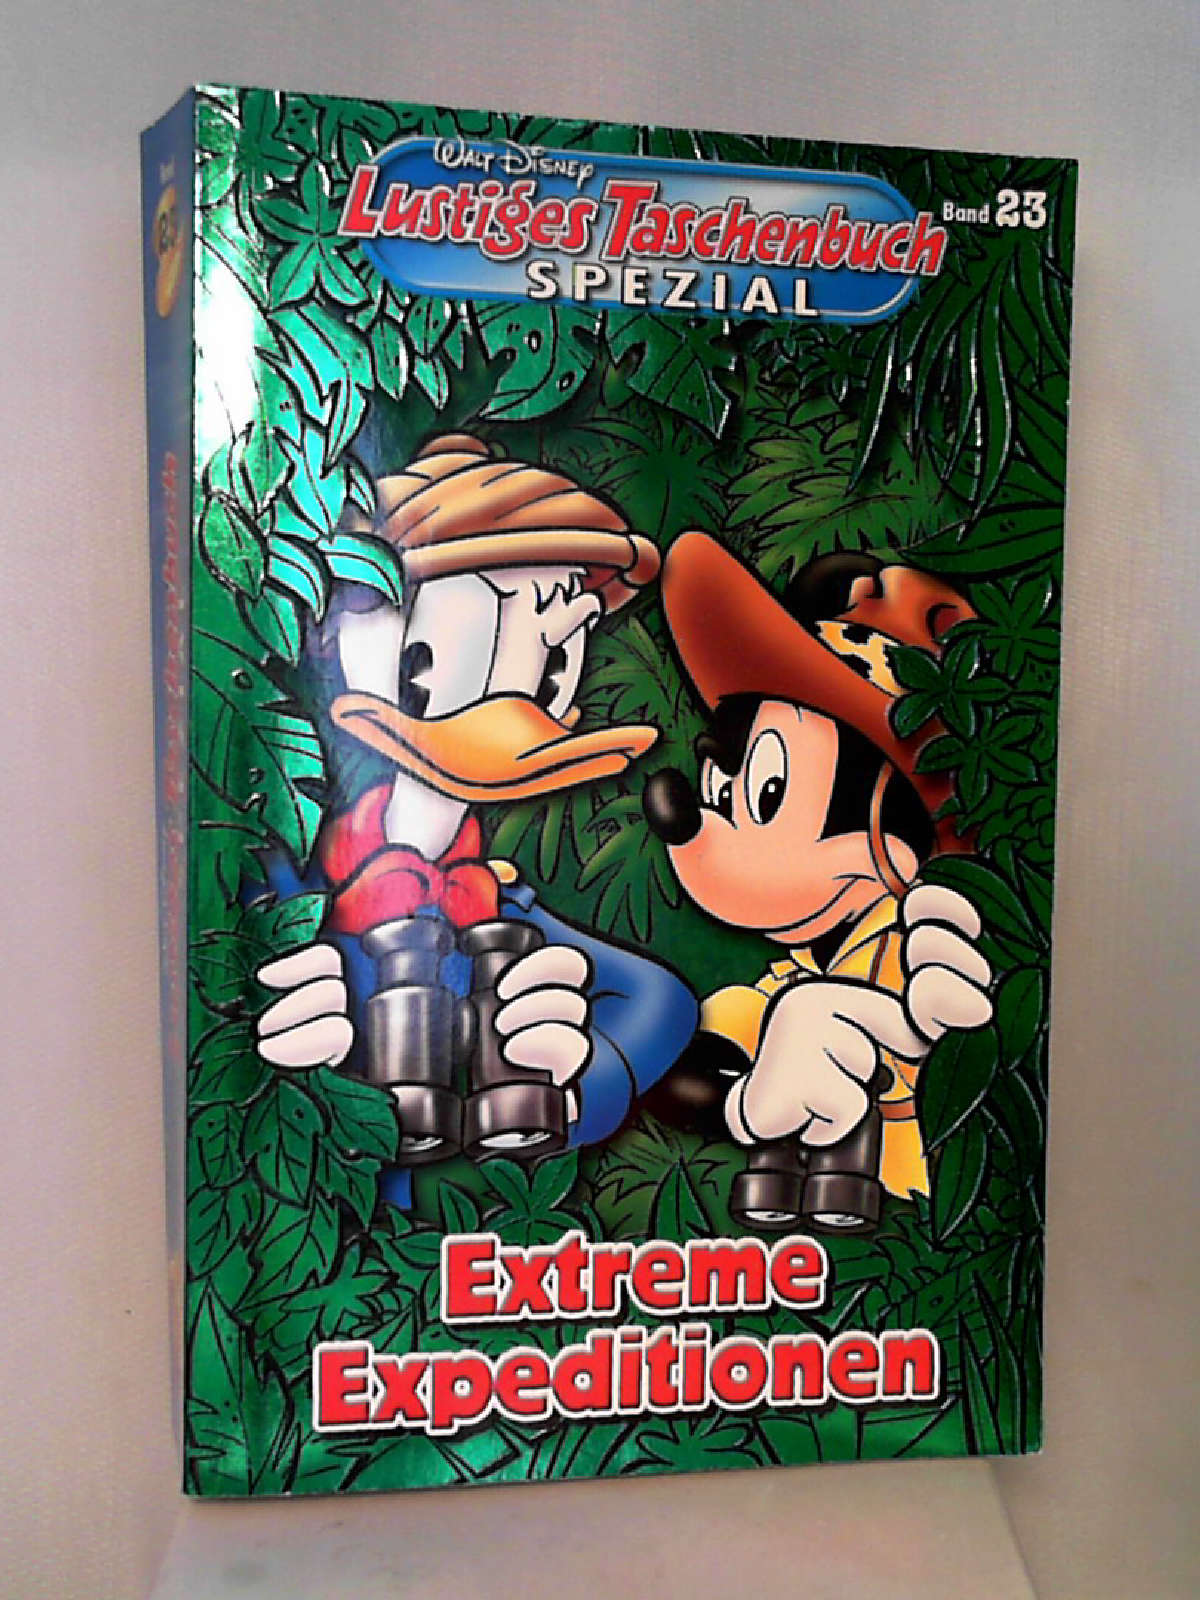 WALT DISNEY
Lustiges Taschenbuch
SPEZIAL
Band 23
Extreme
Expeditionen